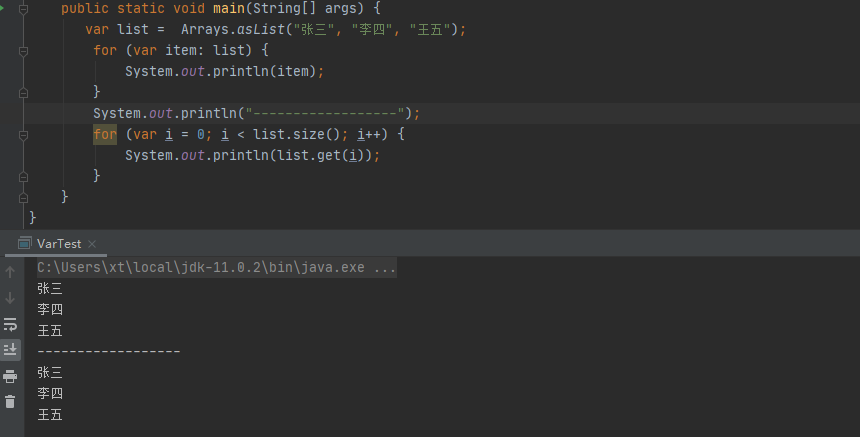 public static void main(String[] args) {
var list =  Arrays.asList("张三", "李四", "王五");
for (var item: list) {
System.out.println(item);
}
System.out.println("------------------");
for (var i = 0; i < list.size(); i++) {
System.out.println(list.get(i));
}
}
}
VarTest ×
C:\Users\xt\local\jdk-11.0.2\bin\java.exe ...
张三
李四
王五
------------------
张三
李四
王五